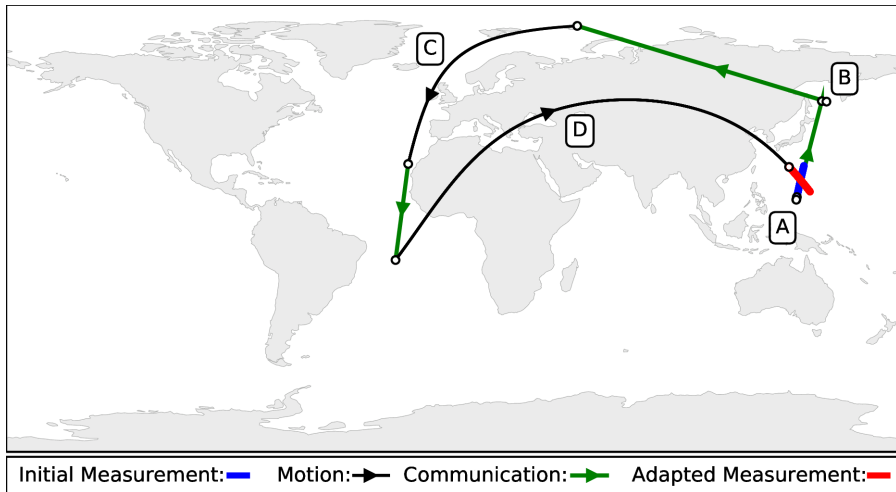 C
B
D
A
Initial Measurement: Motion: Communication: Adapted Measurement: